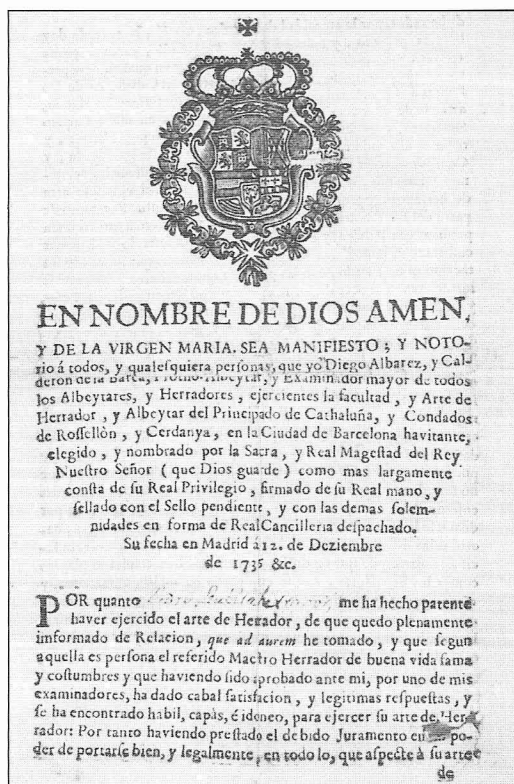 EN NOMBRE DE DIOS AMEN,
Y DE LA VIRGEN MARIA. SEA MANIFIESTO ; Y NOTO-
rio á todos, y qualesquiera personas, que yo Diego Albarez, y Cal-
deron de la Barca, Protho-Albeytar, y Examinador mayor de todos
los Albeytares, y Herradores, ejercientes la facultad, y Arte de
Herrador, y Albeytar del Principado de Cathaluña, y Condados
de Rossellòn, y Cerdanya, en la Ciudad de Barcelona havitante,
elegido, y nombrado por la Sacra, y Real Magestad del Rey
Nuestro Señor (que Dios guarde) como mas largamente
consta de su Real Privilegio, firmado de su Real mano, y
sellado con el Sello pendiente, y con las demas solem-
nidades en forma de Real Cancilleria despachado.
Su fecha en Madrid á 12. de Deziembre
de 1735 &c.
POR quanto me ha hecho patente
haver ejercido el arte de Herador, de que quedo plenamente
imformado de Relacion, que ad aurem he tomado, y que segun
aquella es persona el referido Maestro Herrador de buena vida fama
y costumbres y que haviendo sido aprobado ante mi, por uno de mis
examinadores, ha dado cabal satisfacion, y legitimas respuestas, y
se ha encontrado habil, capás, é idoneo, para ejercer su arte de Her-
rador: Por tanto haviendo prestado el debido Juramento en po-
der de portarse bien, y legalmente, en todo lo, que aspecte à su arte
de